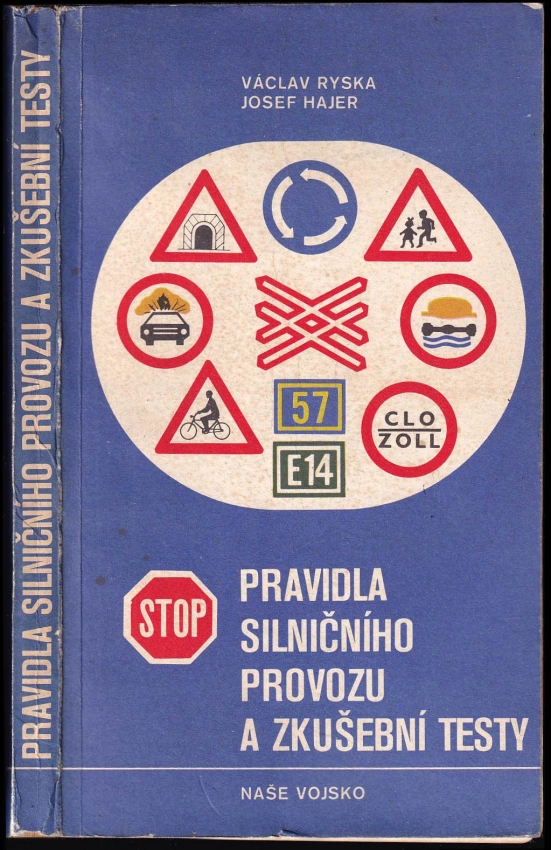 PRAVIDLA SILNIČNÍHO PROVOZU A ZKUŠEBNÍ TESTY
VÁCLAV RYSKA
JOSEF HAJER
57
E14
CLO
ZOLL
STOP
PRAVIDLA
SILNIČNÍHO
PROVOZU
A ZKUŠEBNÍ TESTY
NAŠE VOJSKO